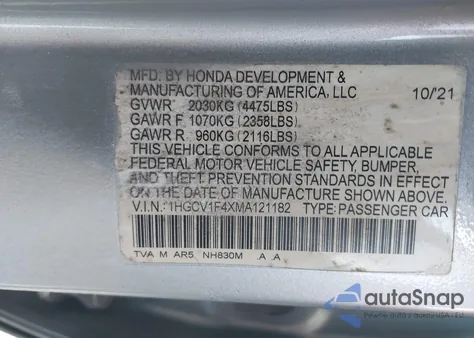 MFD. BY HONDA DEVELOPMENT &
MANUFACTURING OF AMERICA, LLC 10/21
GVWR 2030KG (4475LBS)
GAWR F 1070KG (2358LBS)
GAWR R 960KG (2116LBS)
THIS VEHICLE CONFORMS TO ALL APPLICABLE
FEDERAL MOTOR VEHICLE SAFETY, BUMPER,
AND THEFT PREVENTION STANDARDS IN EFFECT
ON THE DATE OF MANUFACTURE SHOWN ABOVE.
V.I.N.: 1HGCV1F4XMA121182 TYPE:PASSENGER CAR
TVA M AR5 NH830M A A
autoSnap